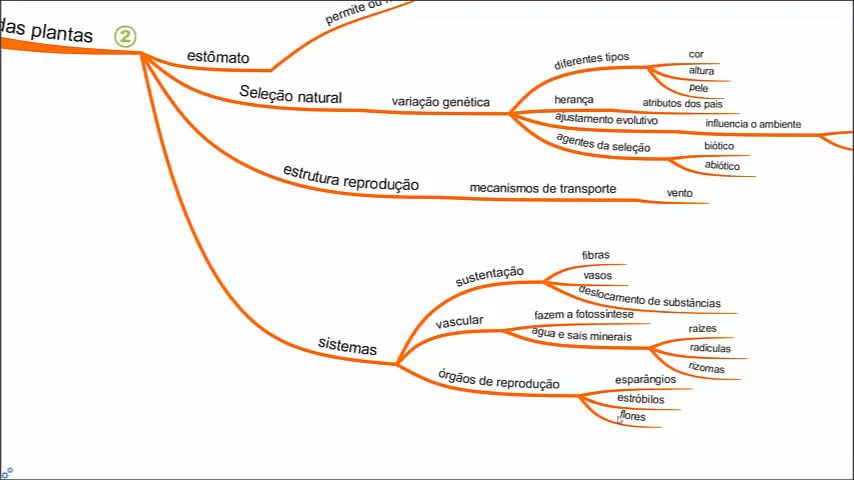 das plantas
②
permite ou
estômato
Seleção natural
variação genética
diferentes tipos
cor
altura
pele
herança
atributos dos pais
ajustamento evolutivo
influencia o ambiente
agentes da seleção
biótico
abiótico
estrutura reprodução
mecanismos de transporte
vento
sistemas
sustentação
fibras
vasos
deslocamento de substâncias
vascular
fazem a fotossíntese
água e sais minerais
raizes
radículas
rizomas
órgãos de reprodução
esparângios
estróbilos
flores